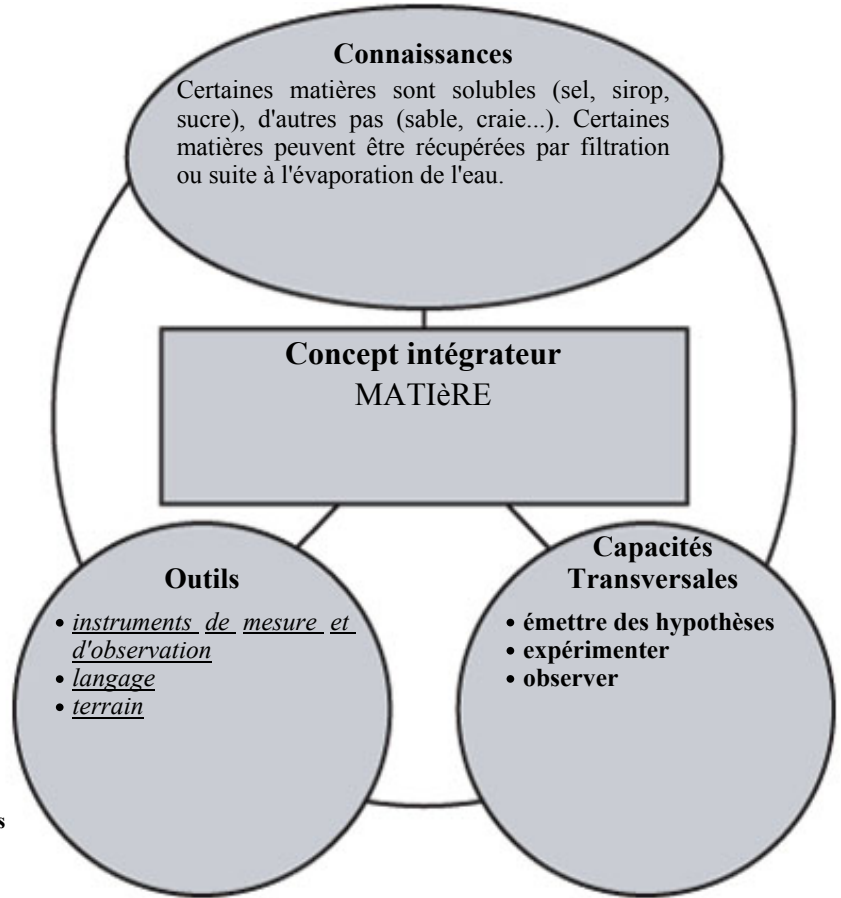 Connaissances
Certaines matières sont solubles (sel, sirop,
sucre), d'autres pas (sable, craie...). Certaines
matières peuvent être récupérées par filtration
ou suite à l'évaporation de l'eau.
Concept intégrateur
MATIèRE
Outils
• instruments de mesure et
d'observation
• langage
• terrain
Capacités
Transversales
• émettre des hypothèses
• expérimenter
• observer
s